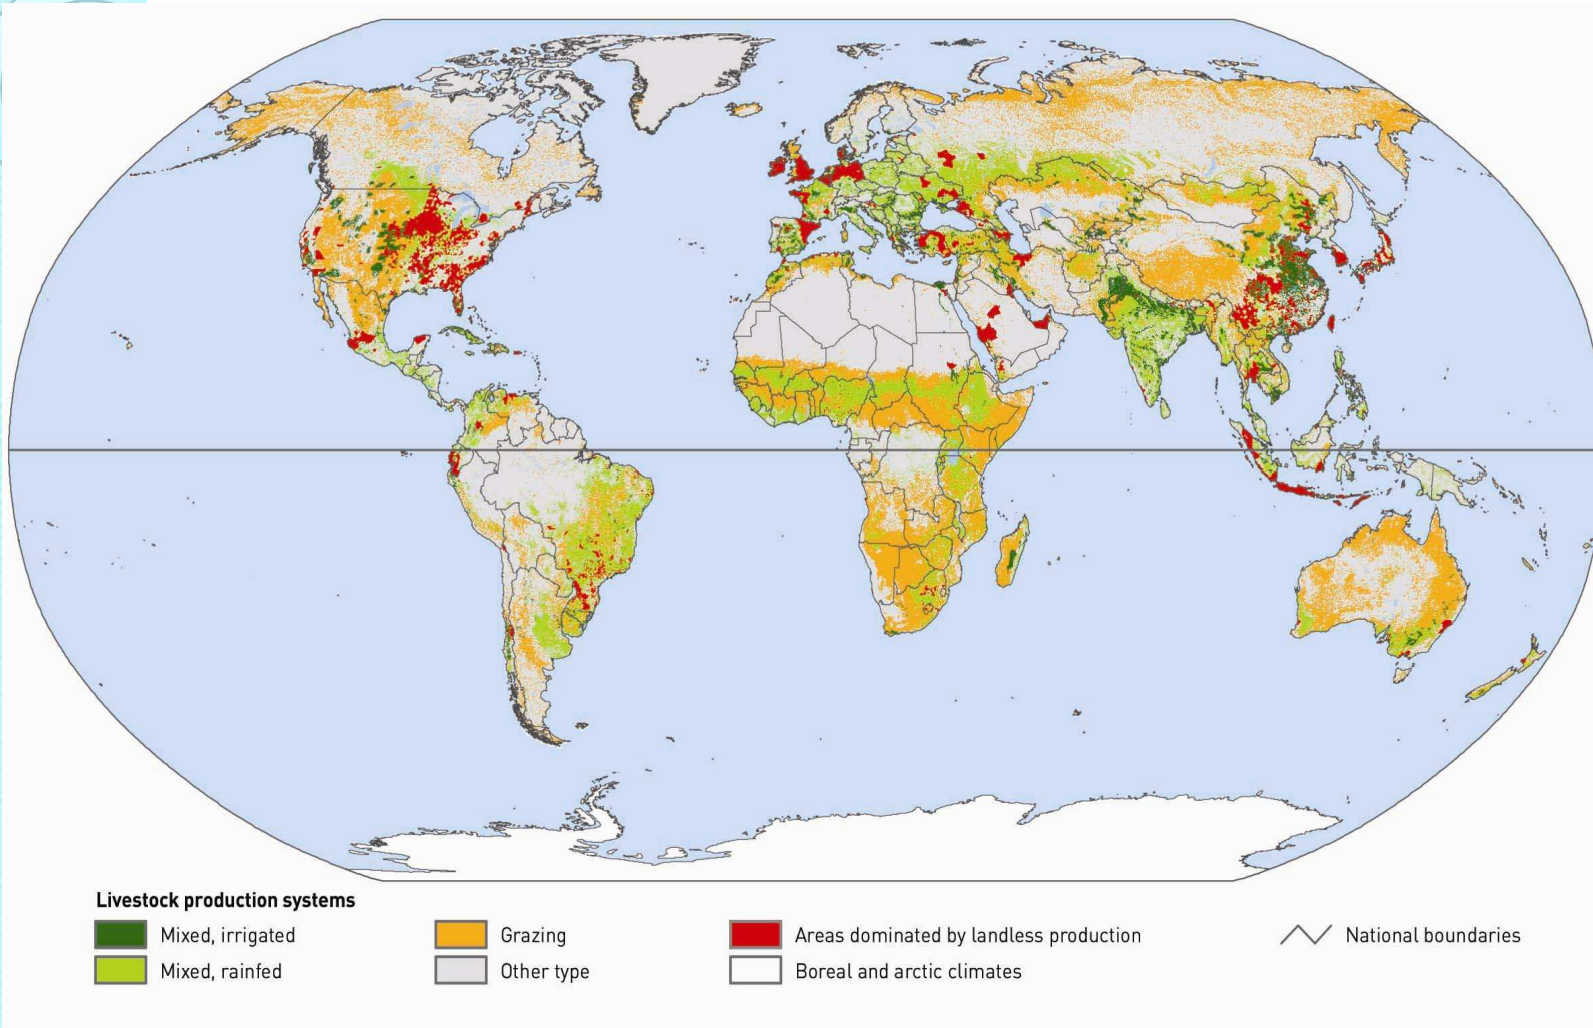 Livestock production systems
Mixed, irrigated
Grazing
Areas dominated by landless production
National boundaries
Mixed, rainfed
Other type
Boreal and arctic climates